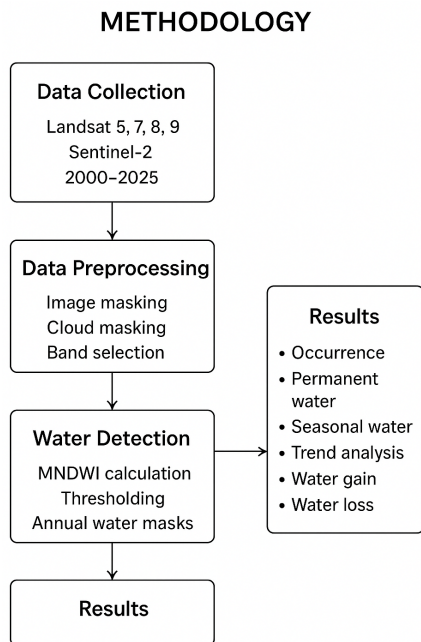 METHODOLOGY
Data Collection
Landsat 5, 7, 8, 9
Sentinel-2
2000–2025
Data Preprocessing
Image masking
Cloud masking
Band selection
Water Detection
MNDWI calculation
Thresholding
Annual water masks
Results
Results
• Occurrence
• Permanent
water
• Seasonal water
• Trend analysis
• Water gain
• Water loss